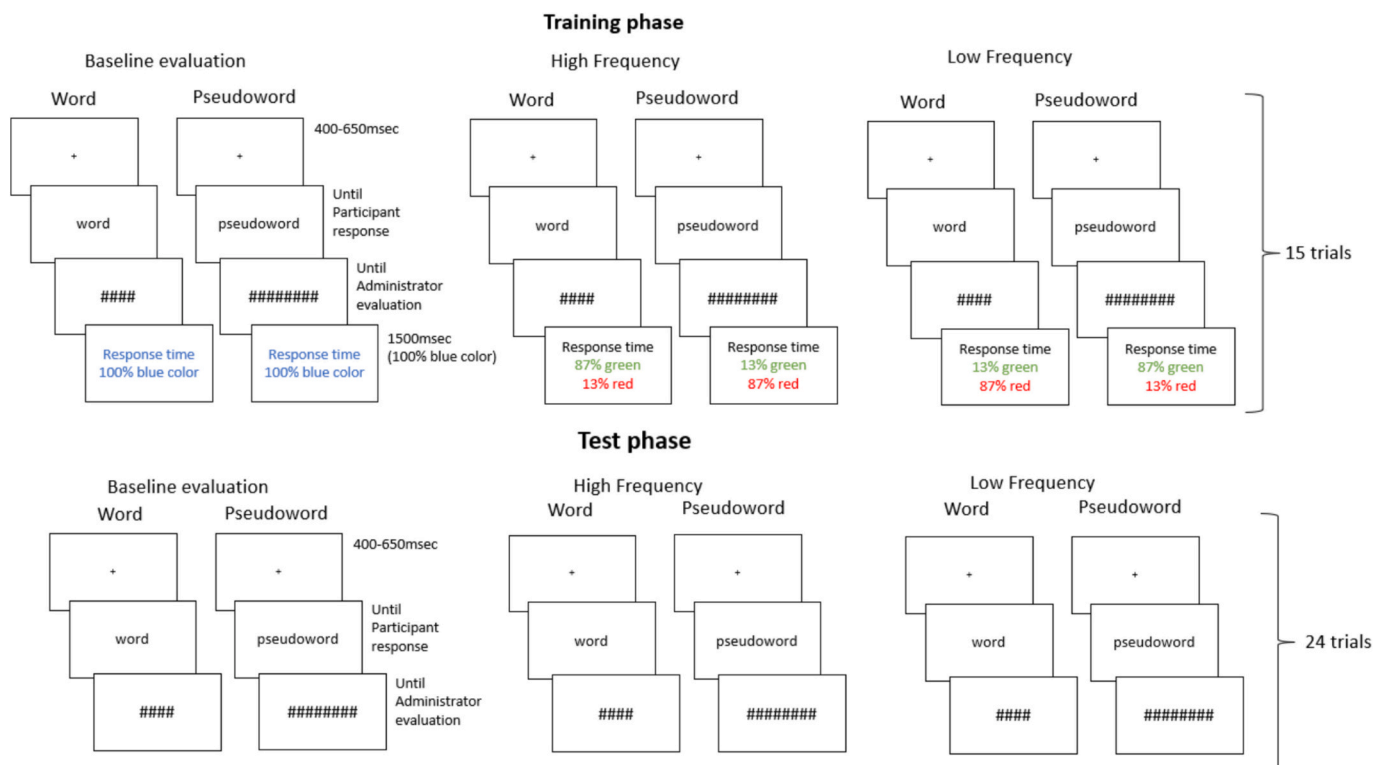 Training phase
Baseline evaluation
Word
Pseudoword
+
+
400-650msec
word
pseudoword
Until
Participant
response
####
########
Until
Administrator
evaluation
Response time
100% blue color
Response time
100% blue color
1500msec
(100% blue color)
High Frequency
Word
Pseudoword
+
+
word
pseudoword
####
########
Response time
87% green
13% red
Response time
13% green
87% red
Low Frequency
Word
Pseudoword
+
+
word
pseudoword
####
########
Response time
13% green
87% red
Response time
87% green
13% red
15 trials
Test phase
Baseline evaluation
Word
Pseudoword
+
+
400-650msec
word
pseudoword
Until
Participant
response
####
########
Until
Administrator
evaluation
High Frequency
Word
Pseudoword
+
+
word
pseudoword
####
########
Low Frequency
Word
Pseudoword
+
+
word
pseudoword
####
########
24 trials